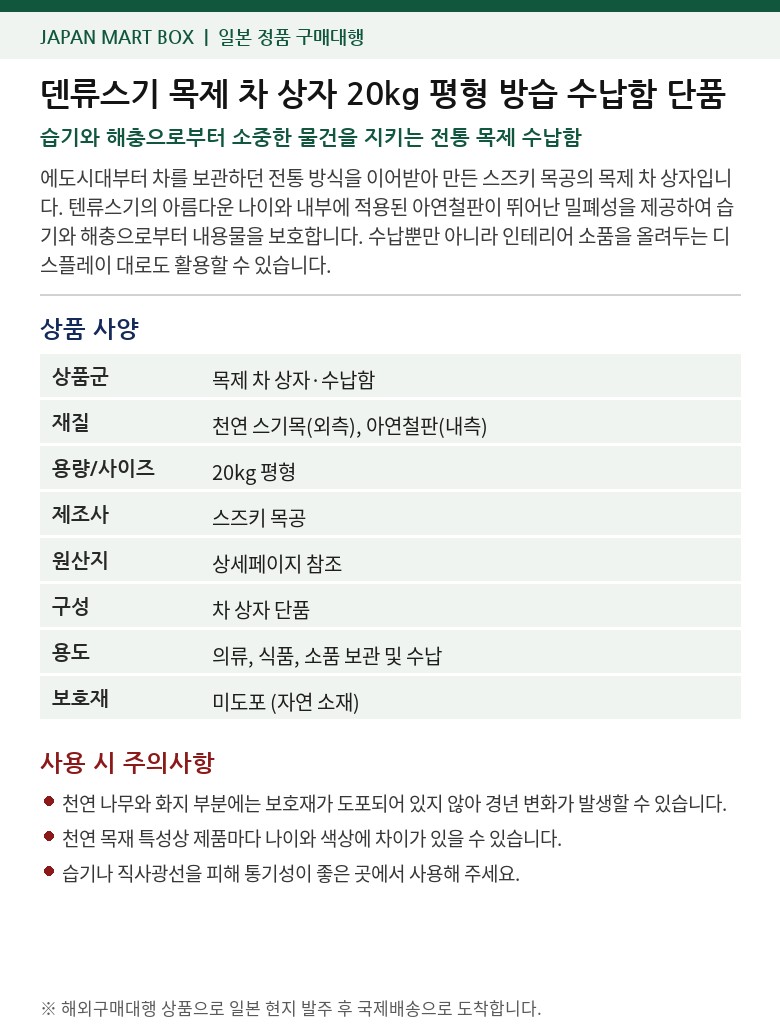 JAPAN MART BOX | 일본 정품 구매대행
덴류스기 목제 차 상자 20kg 평형 방습 수납함 단품
습기와 해충으로부터 소중한 물건을 지키는 전통 목제 수납함
에도시대부터 차를 보관하던 전통 방식을 이어받아 만든 스즈키 목공의 목제 차 상자입니
다. 텐류스기의 아름다운 나이와 내부에 적용된 아연철판이 뛰어난 밀폐성을 제공하여 습
기와 해충으로부터 내용물을 보호합니다. 수납뿐만 아니라 인테리어 소품을 올려두는 디
스플레이 대로도 활용할 수 있습니다.
상품 사양
상품군 목제 차 상자·수납함
재질 천연 스기목(외측), 아연철판(내측)
용량/사이즈 20kg 평형
제조사 스즈키 목공
원산지 상세페이지 참조
구성 차 상자 단품
용도 의류, 식품, 소품 보관 및 수납
보호재 미도포 (자연 소재)
사용 시 주의사항
● 천연 나무와 화지 부분에는 보호재가 도포되어 있지 않아 경년 변화가 발생할 수 있습니다.
● 천연 목재 특성상 제품마다 나이와 색상에 차이가 있을 수 있습니다.
● 습기나 직사광선을 피해 통기성이 좋은 곳에서 사용해 주세요.
※ 해외구매대행 상품으로 일본 현지 발주 후 국제배송으로 도착합니다.